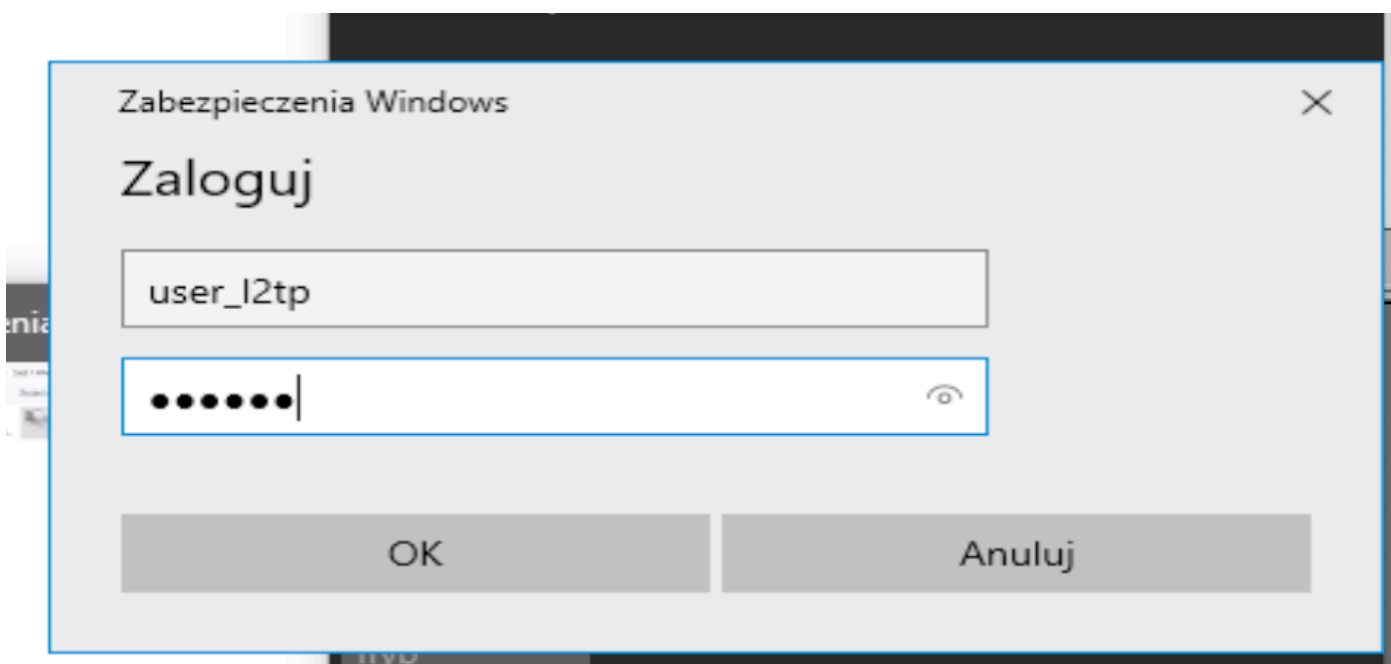 Zabezpieczenia Windows
Zaloguj
user_l2tp
••••••
OK
Anuluj